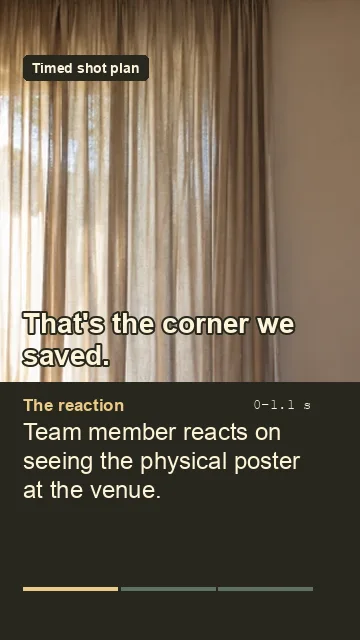 Timed shot plan
That's the corner we
saved.
The reaction 0–1.1 s
Team member reacts on
seeing the physical poster
at the venue.